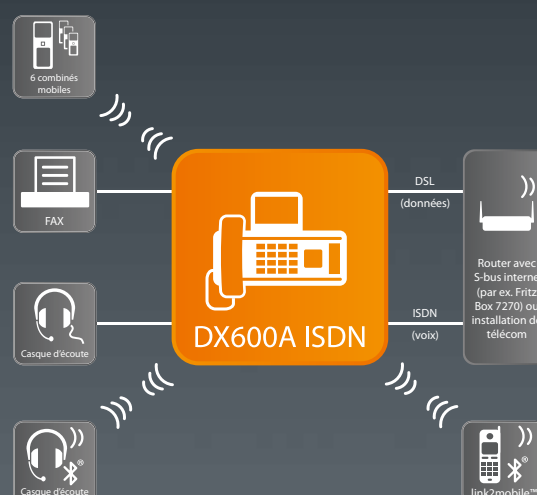 6 combinés
mobiles
FAX
Casque d'écoute
Casque d'écoute
DX600A ISDN
DSL
(données)
ISDN
(voix)
Router avec
S-bus interne
(par ex. Fritz
Box 7270) ou
installation de
télécom
link2mobile™